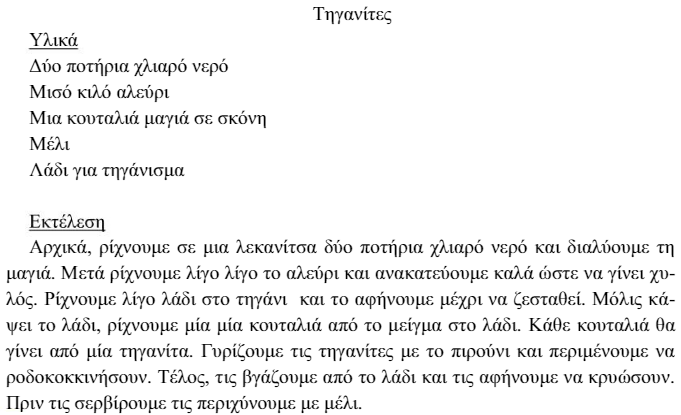 Τηγανίτες
Υλικά
Δύο ποτήρια χλιαρό νερό
Μισό κιλό αλεύρι
Μια κουταλιά μαγιά σε σκόνη
Μέλι
Λάδι για τηγάνισμα
Εκτέλεση
Αρχικά, ρίχνουμε σε μια λεκανίτσα δύο ποτήρια χλιαρό νερό και διαλύουμε τη
μαγιά. Μετά ρίχνουμε λίγο λίγο το αλεύρι και ανακατεύουμε καλά ώστε να γίνει χυ-
λός. Ρίχνουμε λίγο λάδι στο τηγάνι και το αφήνουμε μέχρι να ζεσταθεί. Μόλις κά-
ψει το λάδι, ρίχνουμε μία μία κουταλιά από το μείγμα στο λάδι. Κάθε κουταλιά θα
γίνει από μία τηγανίτα. Γυρίζουμε τις τηγανίτες με το πιρούνι και περιμένουμε να
ροδοκοκκινήσουν. Τέλος, τις βγάζουμε από το λάδι και τις αφήνουμε να κρυώσουν.
Πριν τις σερβίρουμε τις περιχύνουμε με μέλι.